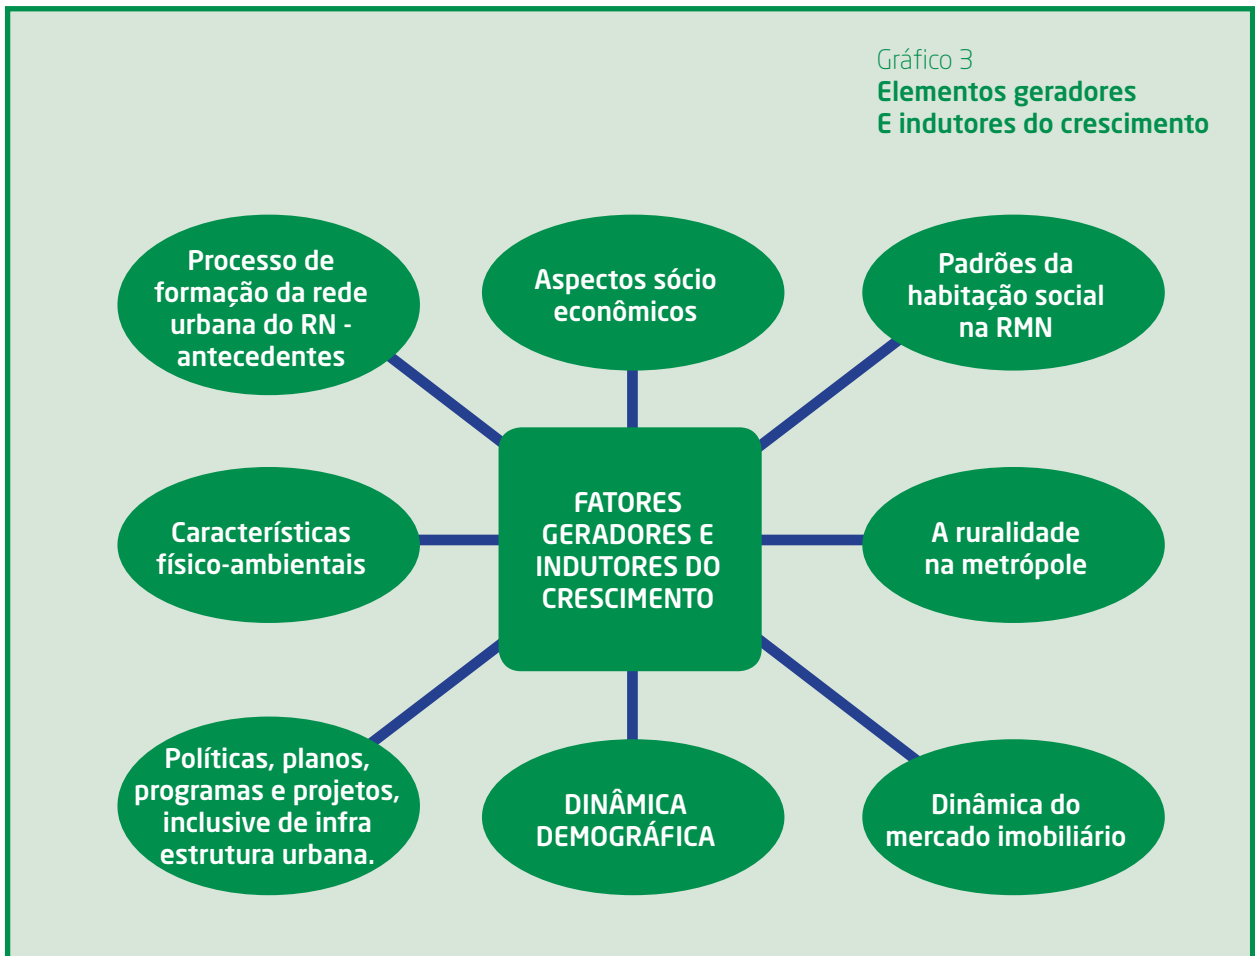 Gráfico 3
Elementos geradores
E indutores do crescimento
Processo de
formação da rede
urbana do RN -
antecedentes
Aspectos sócio
econômicos
Padrões da
habitação social
na RMN
Características
físico-ambientais
FATORES
GERADORES E
INDUTORES DO
CRESCIMENTO
A ruralidade
na metrópole
Políticas, planos,
programas e projetos,
inclusive de infra
estrutura urbana.
DINÂMICA
DEMOGRÁFICA
Dinâmica do
mercado imobiliário